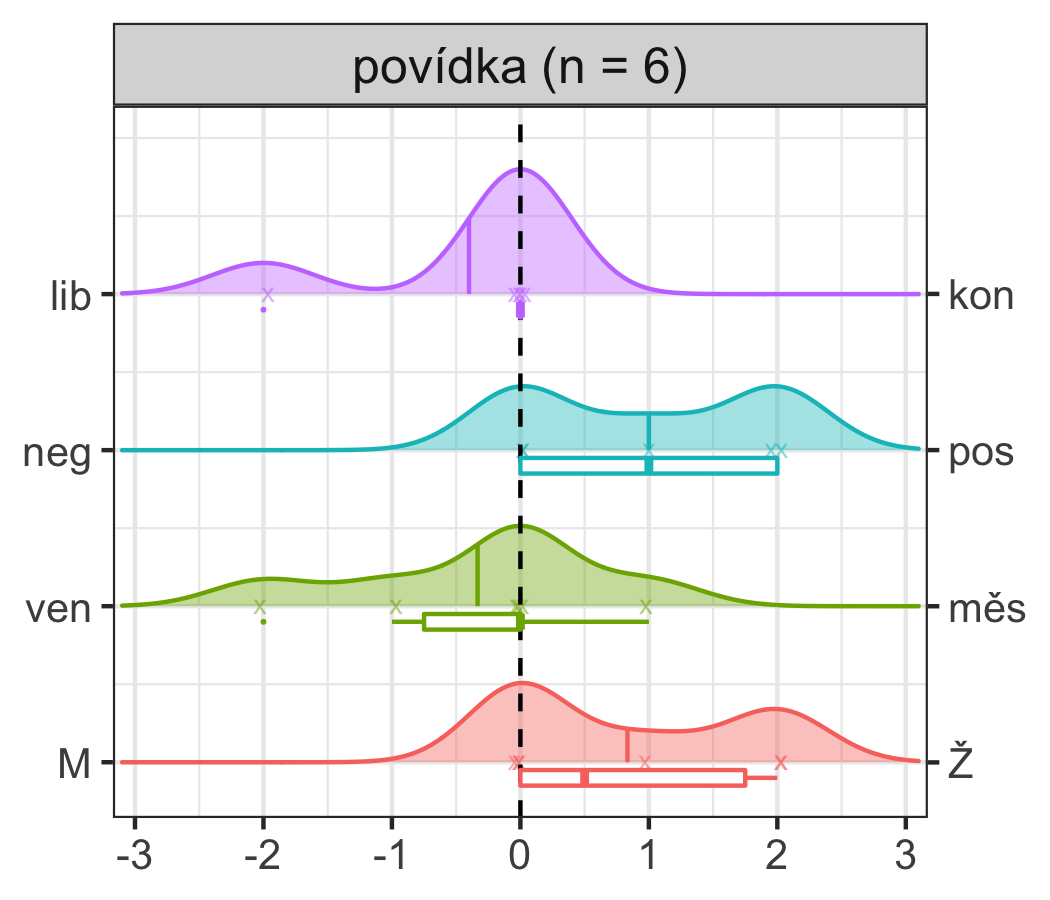 povídka (n = 6)
lib kon
neg pos
ven měs
M Ž
-3 -2 -1 0 1 2 3